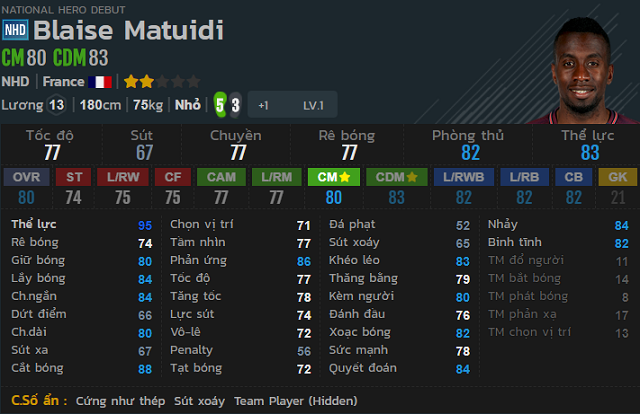 NATIONAL HERO DEBUT
NHD Blaise Matuidi
CM 80 CDM 83
NHD | France
Lương 13 | 180cm | 75kg | Nhỏ | 5 3 +1 LV.1
Tốc độ Sút Chuyền Rê bóng Phòng thủ Thể lực
77 67 77 77 82 83
OVR ST L/RW CF CAM L/RM CM CDM L/RWB L/RB CB GK
80 74 75 75 77 77 80 83 82 82 82 21
Thể lực 95 Chọn vị trí 71 Đá phạt 52 Nhảy 84
Rê bóng 74 Tầm nhìn 77 Sút xoáy 65 Bình tĩnh 82
Giữ bóng 80 Phản ứng 86 Khéo léo 83 TM đổ người 11
Lấy bóng 84 Tốc độ 77 Thăng bằng 79 TM bắt bóng 14
Ch.ngắn 84 Tăng tốc 78 Kèm người 80 TM phát bóng 8
Dứt điểm 66 Lực sút 74 Đánh đầu 76 TM phản xạ 17
Ch.dài 80 Vô-lê 72 Xoạc bóng 82 TM chọn vị trí 13
Sút xa 67 Penalty 56 Sức mạnh 78
Cắt bóng 88 Tạt bóng 72 Quyết đoán 84
C.Số ẩn : Cứng như thép Sút xoáy Team Player (Hidden)